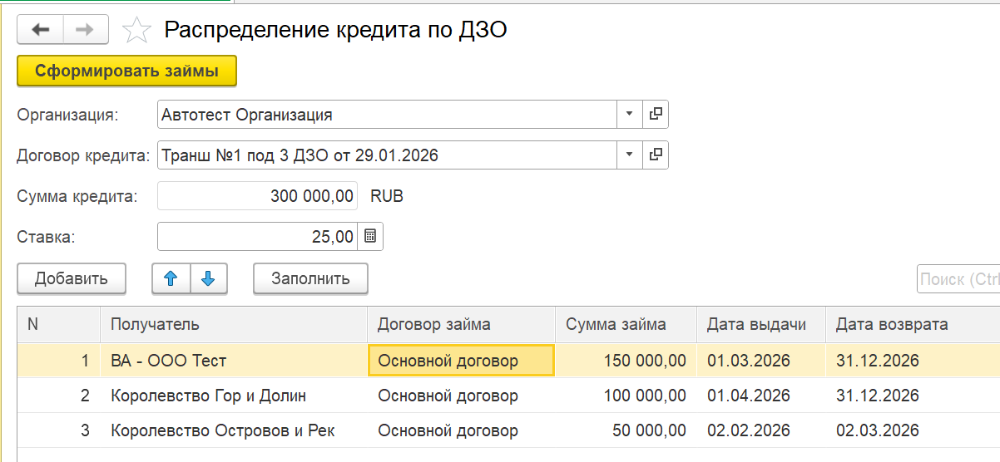 Распределение кредита по ДЗО
Сформировать займы
Организация: Автотест Организация
Договор кредита: Транш №1 под 3 ДЗО от 29.01.2026
Сумма кредита: 300 000,00 RUB
Ставка: 25,00
Добавить Заполнить Поиск (Ctrl
N Получатель Договор займа Сумма займа Дата выдачи Дата возврата
1 ВА - ООО Тест Основной договор 150 000,00 01.03.2026 31.12.2026
2 Королевство Гор и Долин Основной договор 100 000,00 01.04.2026 31.12.2026
3 Королевство Островов и Рек Основной договор 50 000,00 02.02.2026 02.03.2026